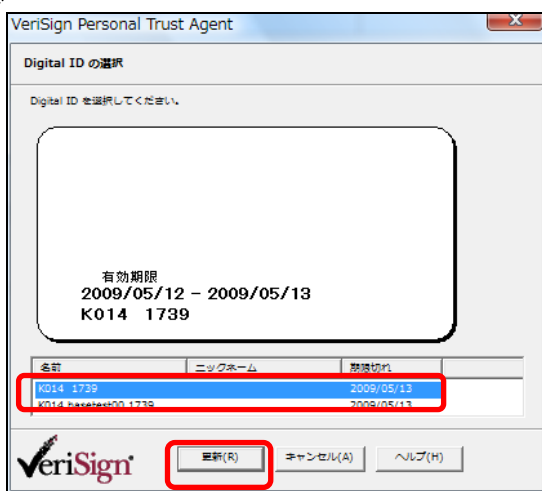 VeriSign Personal Trust Agent
Digital ID の選択
Digital ID を選択してください。
有効期限
2009/05/12 - 2009/05/13
K014 1739
名前 ニックネーム 期限切れ
K014 1739 2009/05/13
K014 basetest00 1739 2009/05/13
VeriSign 更新(R) キャンセル(A) ヘルプ(H)